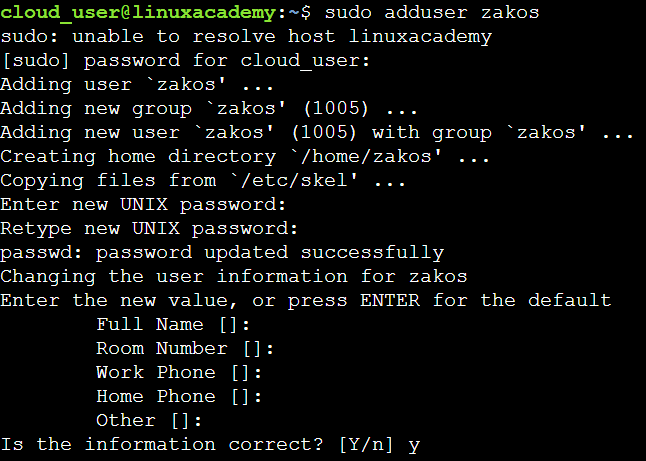 cloud_user@linuxacademy:~$ sudo adduser zakos
sudo: unable to resolve host linuxacademy
[sudo] password for cloud_user:
Adding user `zakos' ...
Adding new group `zakos' (1005) ...
Adding new user `zakos' (1005) with group `zakos' ...
Creating home directory `/home/zakos' ...
Copying files from `/etc/skel' ...
Enter new UNIX password:
Retype new UNIX password:
passwd: password updated successfully
Changing the user information for zakos
Enter the new value, or press ENTER for the default
        Full Name []:
        Room Number []:
        Work Phone []:
        Home Phone []:
        Other []:
Is the information correct? [Y/n] y